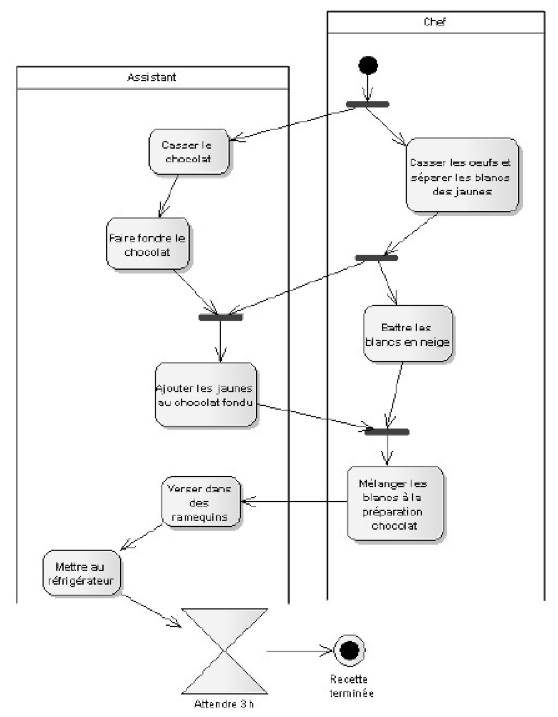 Chef
Assistant
Casser le
chocolat
Casser les oeufs et
séparer les blancs
des jaunes
Faire fondre le
chocolat
Battre les
blancs en neige
Ajouter les jaunes
au chocolat fondu
Mélanger les
blancs à la
préparation
chocolat
Verser dans
des
ramequins
Mettre au
réfrigérateur
Attendre 3h
Recette
terminée